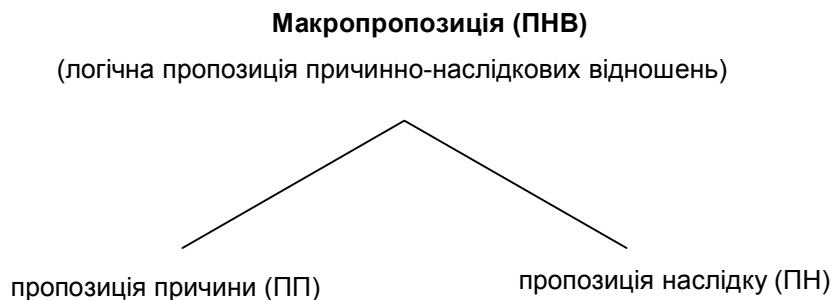 Макропропозиція (ПНВ)
(логічна пропозиція причинно-наслідкових відношень)
пропозиція причини (ПП)
пропозиція наслідку (ПН)